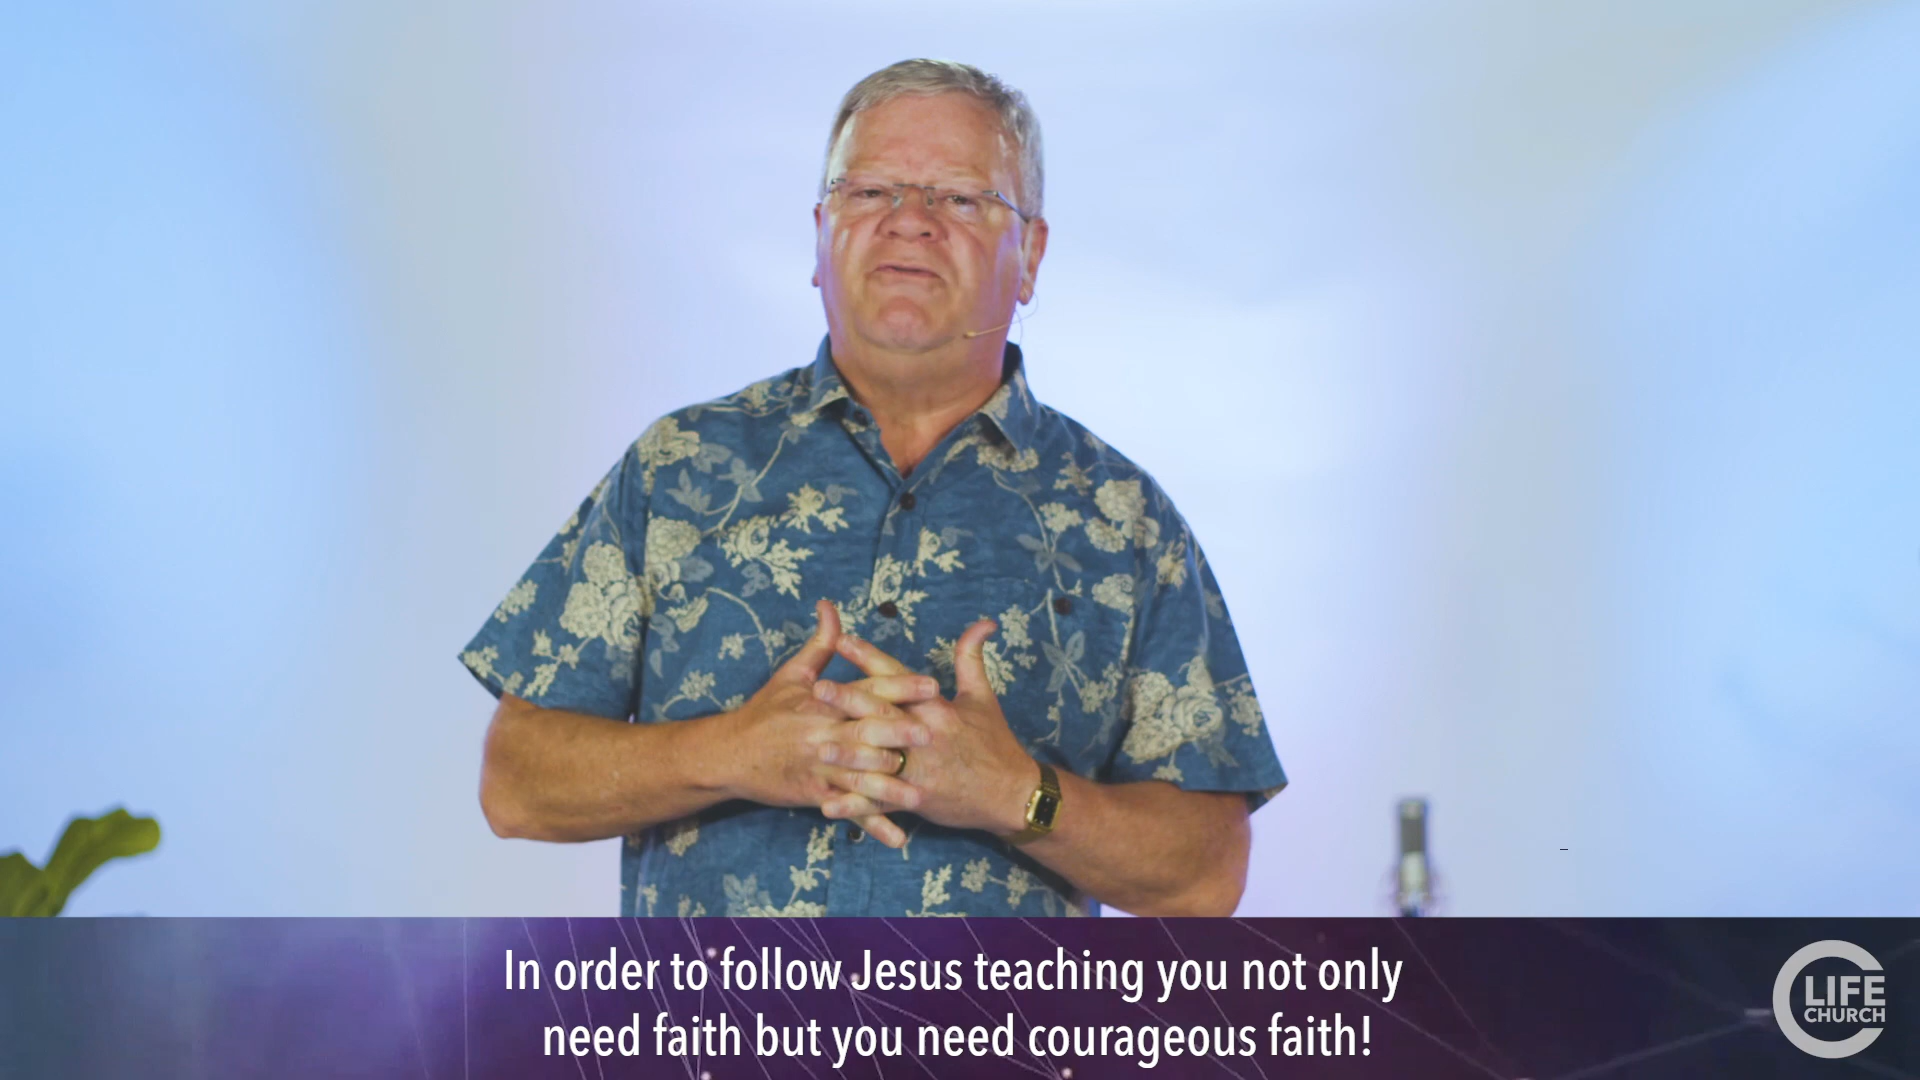 In order to follow Jesus teaching you not only
need faith but you need courageous faith!
LIFE
CHURCH